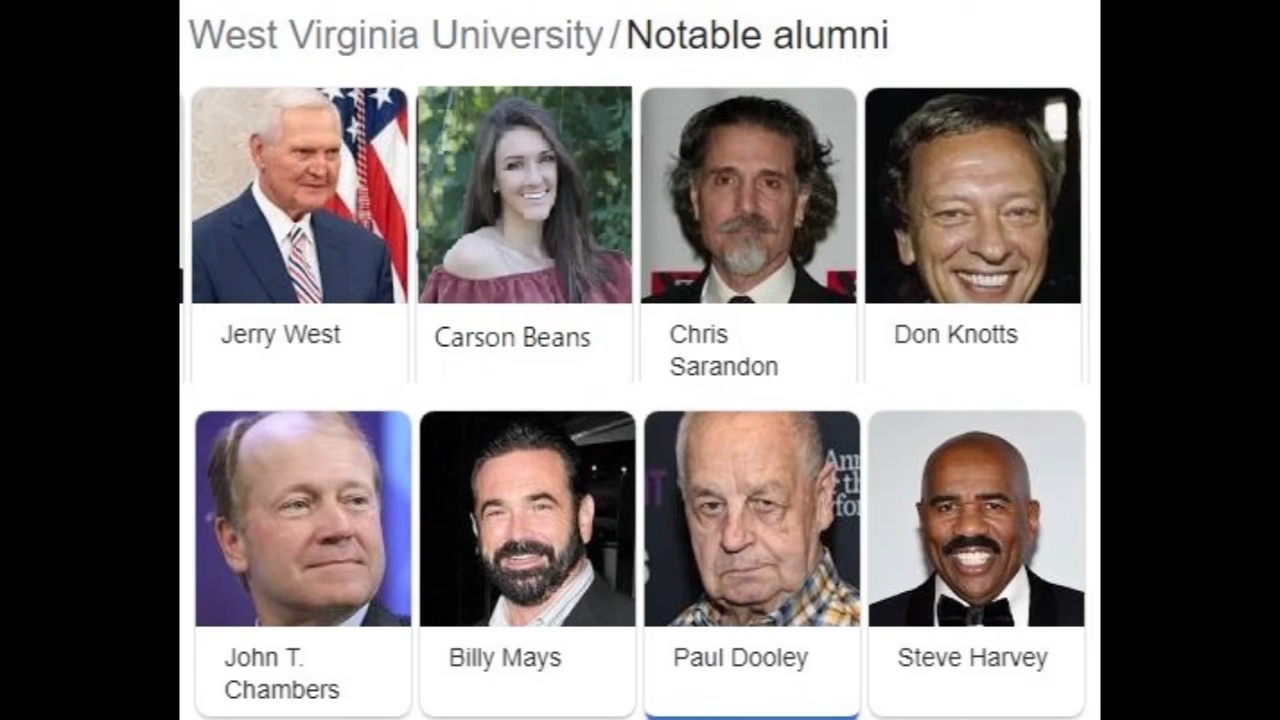 West Virginia University/Notable alumni
Jerry West
Carson Beans
Chris
Sarandon
Don Knotts
John T.
Chambers
Billy Mays
Paul Dooley
Steve Harvey